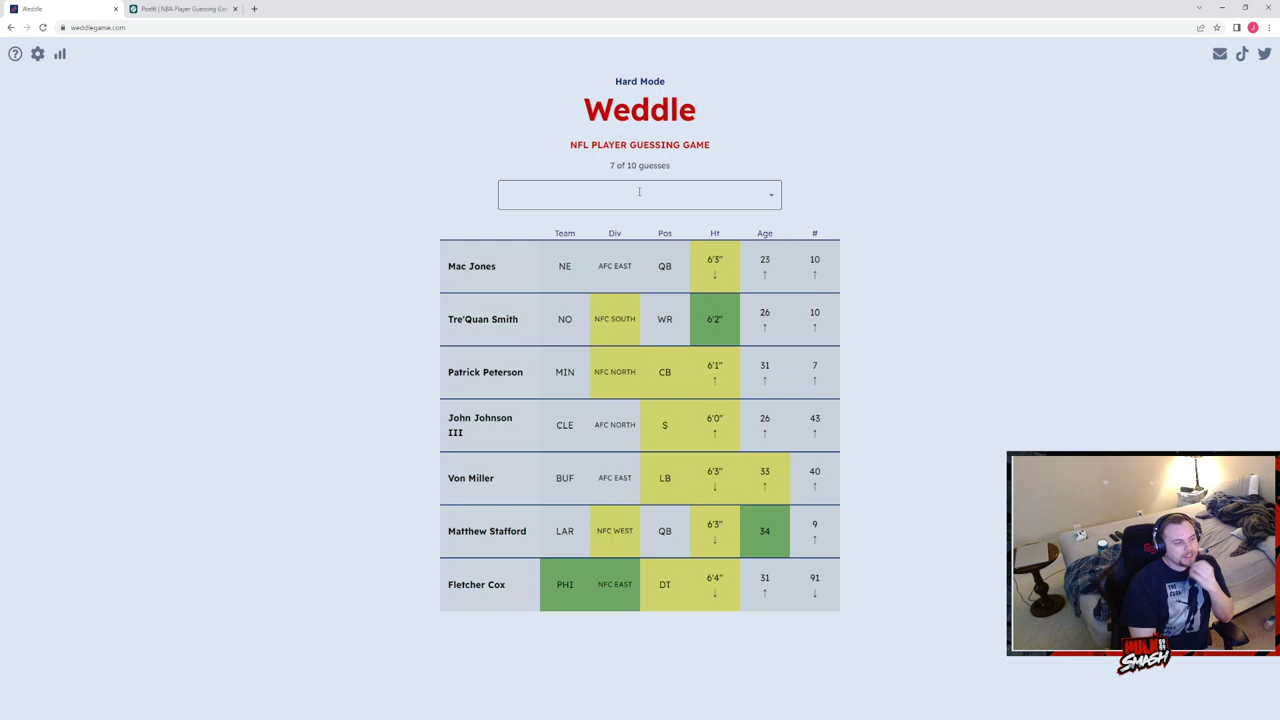 Weddle
Poeltl | NBA Player Guessing Ga
weddlegame.com
Hard Mode
Weddle
NFL PLAYER GUESSING GAME
7 of 10 guesses
Team Div Pos Ht Age #
Mac Jones NE AFC EAST QB 6'3" ↓ 23 ↑ 10 ↑
Tre'Quan Smith NO NFC SOUTH WR 6'2" 26 ↑ 10 ↑
Patrick Peterson MIN NFC NORTH CB 6'1" ↑ 31 ↑ 7 ↑
John Johnson III CLE AFC NORTH S 6'0" ↑ 26 ↑ 43 ↑
Von Miller BUF AFC EAST LB 6'3" ↓ 33 ↑ 40 ↑
Matthew Stafford LAR NFC WEST QB 6'3" ↓ 34 9 ↑
Fletcher Cox PHI NFC EAST DT 6'4" ↓ 31 ↑ 91 ↓
HULK
SMASH